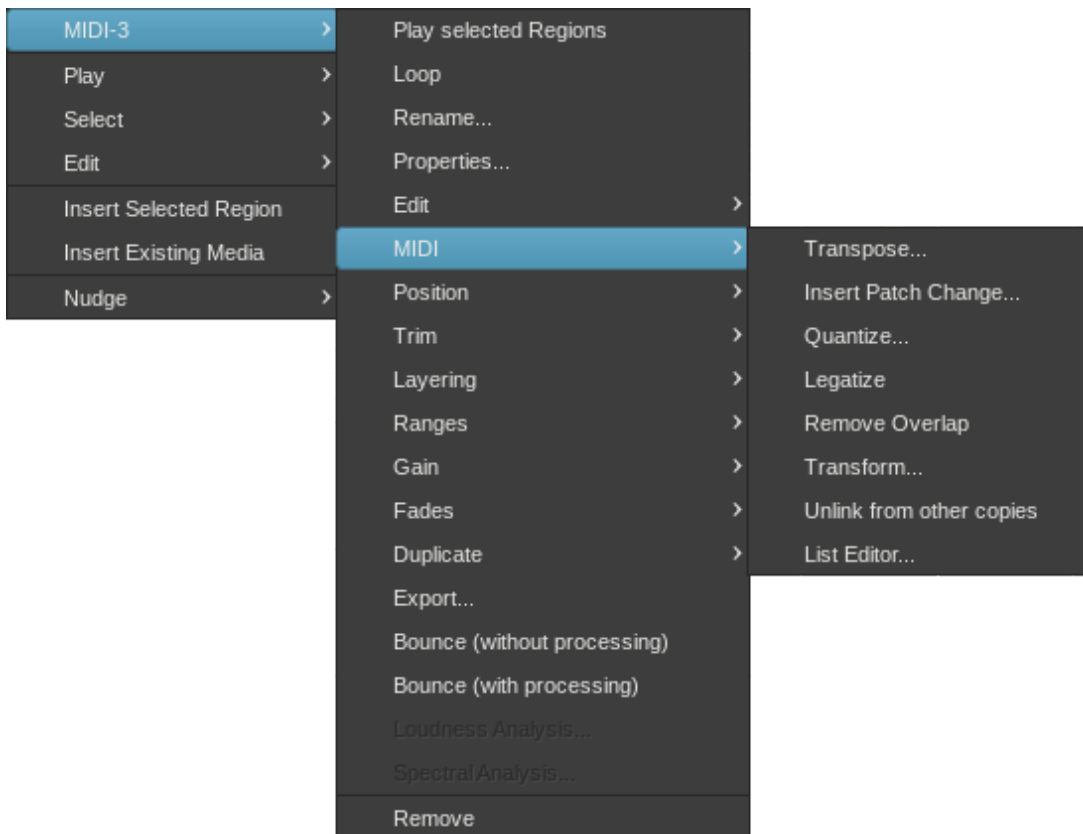 MIDI-3
Play
Select
Edit
Insert Selected Region
Insert Existing Media
Nudge
Play selected Regions
Loop
Rename...
Properties...
Edit
MIDI
Position
Trim
Layering
Ranges
Gain
Fades
Duplicate
Export...
Bounce (without processing)
Bounce (with processing)
Loudness Analysis...
Spectral Analysis...
Remove
Transpose...
Insert Patch Change...
Quantize...
Legatize
Remove Overlap
Transform...
Unlink from other copies
List Editor...